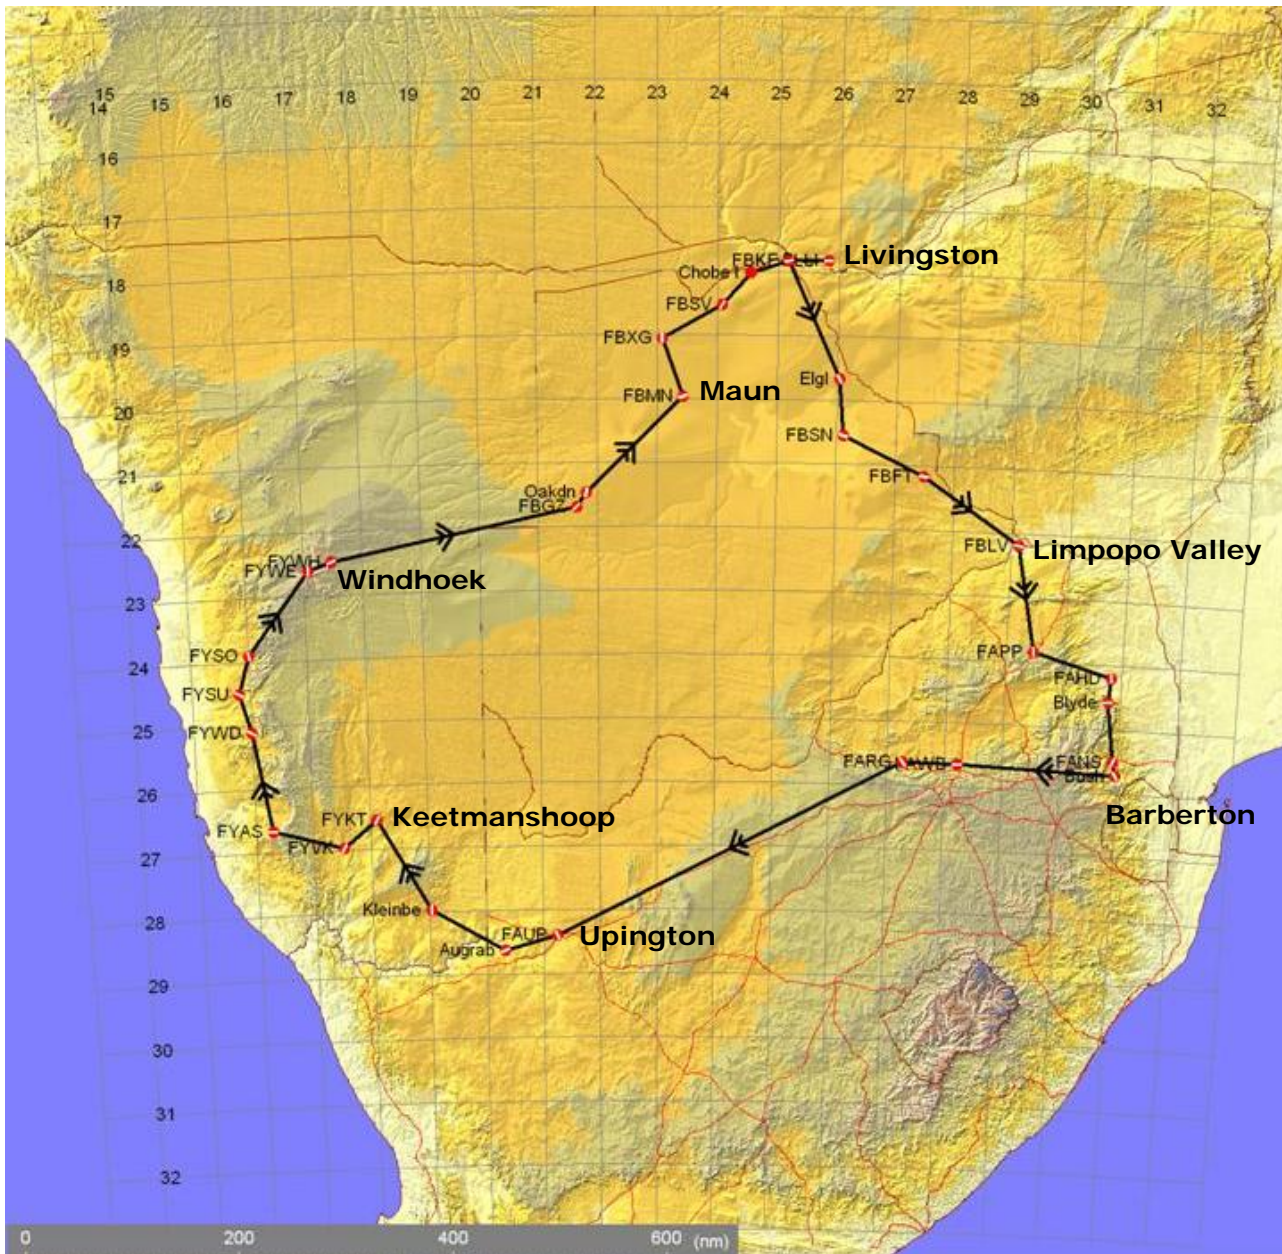 15 15 16 17 18 19 20 22 23 24 25 26 27 28 30 31 32
14
16
17
18
19
20
21
22
23
24
25
26
27
28
29
30
31
32
Livingston
FBKE
Chobe
FBSV
FBXG
Elgl
FBMN Maun
FBSN
FBFT
Oakdn
FBGZ
FBLV Limpopo Valley
FYWH
FYWE
Windhoek
FAPP
FYSO
FAHD
FYSU
Blyde
FYWD
FARG AWB FANS
Bush
Barberton
FYKT Keetmanshoop
FYAS
FYVK
Kleinbe
FAUP Upington
Augrab
0 200 400 600 (nm)